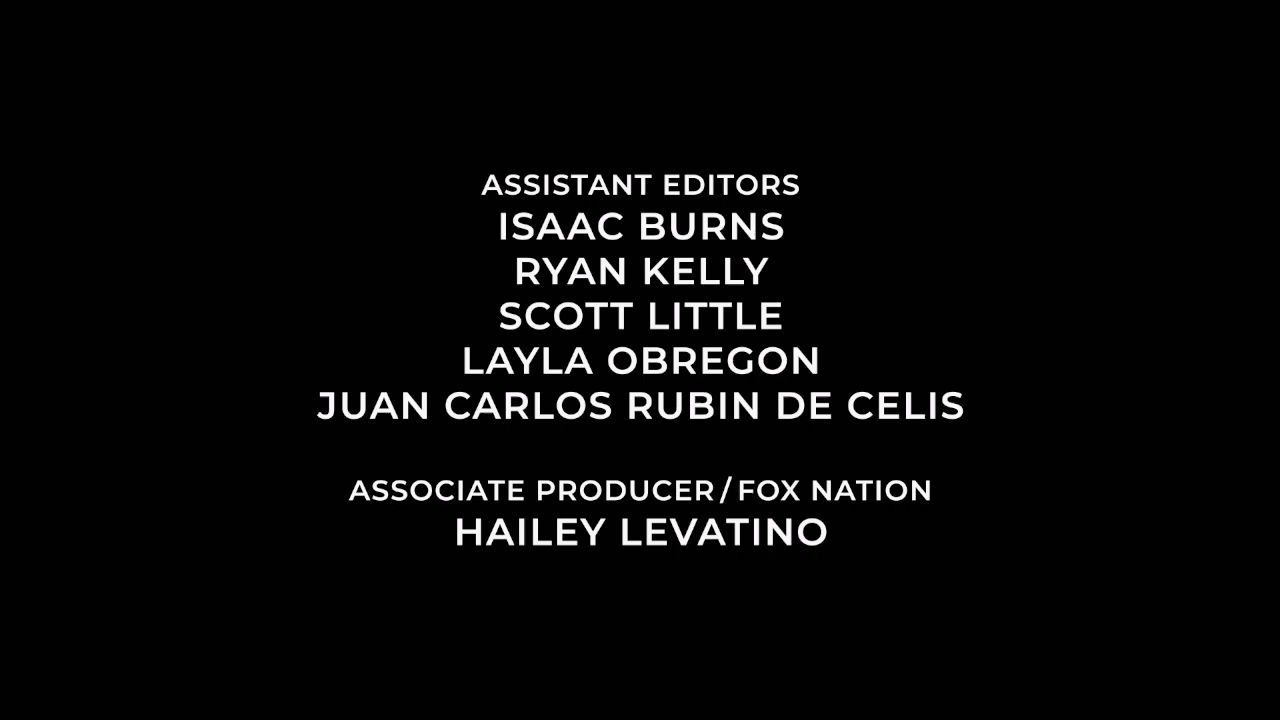 ASSISTANT EDITORS
ISAAC BURNS
RYAN KELLY
SCOTT LITTLE
LAYLA OBREGON
JUAN CARLOS RUBIN DE CELIS
ASSOCIATE PRODUCER / FOX NATION
HAILEY LEVATINO